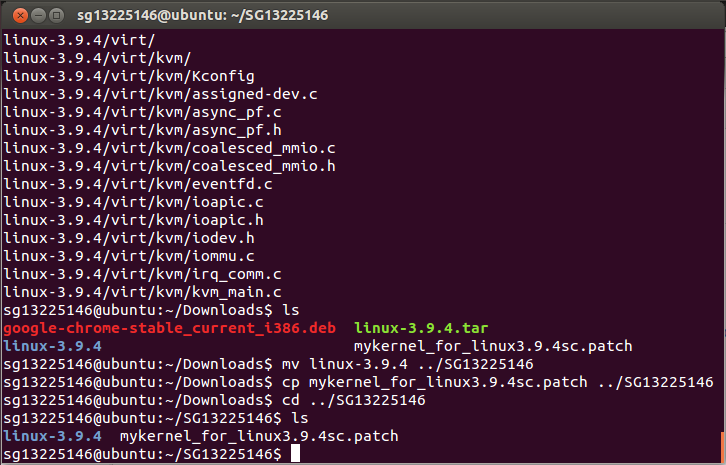 sg13225146@ubuntu: ~/SG13225146
linux-3.9.4/virt/
linux-3.9.4/virt/kvm/
linux-3.9.4/virt/kvm/Kconfig
linux-3.9.4/virt/kvm/assigned-dev.c
linux-3.9.4/virt/kvm/async_pf.c
linux-3.9.4/virt/kvm/async_pf.h
linux-3.9.4/virt/kvm/coalesced_mmio.c
linux-3.9.4/virt/kvm/coalesced_mmio.h
linux-3.9.4/virt/kvm/eventfd.c
linux-3.9.4/virt/kvm/ioapic.c
linux-3.9.4/virt/kvm/ioapic.h
linux-3.9.4/virt/kvm/iodev.h
linux-3.9.4/virt/kvm/iommu.c
linux-3.9.4/virt/kvm/irq_comm.c
linux-3.9.4/virt/kvm/kvm_main.c
sg13225146@ubuntu:~/Downloads$ ls
google-chrome-stable_current_i386.deb  linux-3.9.4.tar
linux-3.9.4                            mykernel_for_linux3.9.4sc.patch
sg13225146@ubuntu:~/Downloads$ mv linux-3.9.4 ../SG13225146
sg13225146@ubuntu:~/Downloads$ cp mykernel_for_linux3.9.4sc.patch ../SG13225146
sg13225146@ubuntu:~/Downloads$ cd ../SG13225146
sg13225146@ubuntu:~/SG13225146$ ls
linux-3.9.4  mykernel_for_linux3.9.4sc.patch
sg13225146@ubuntu:~/SG13225146$